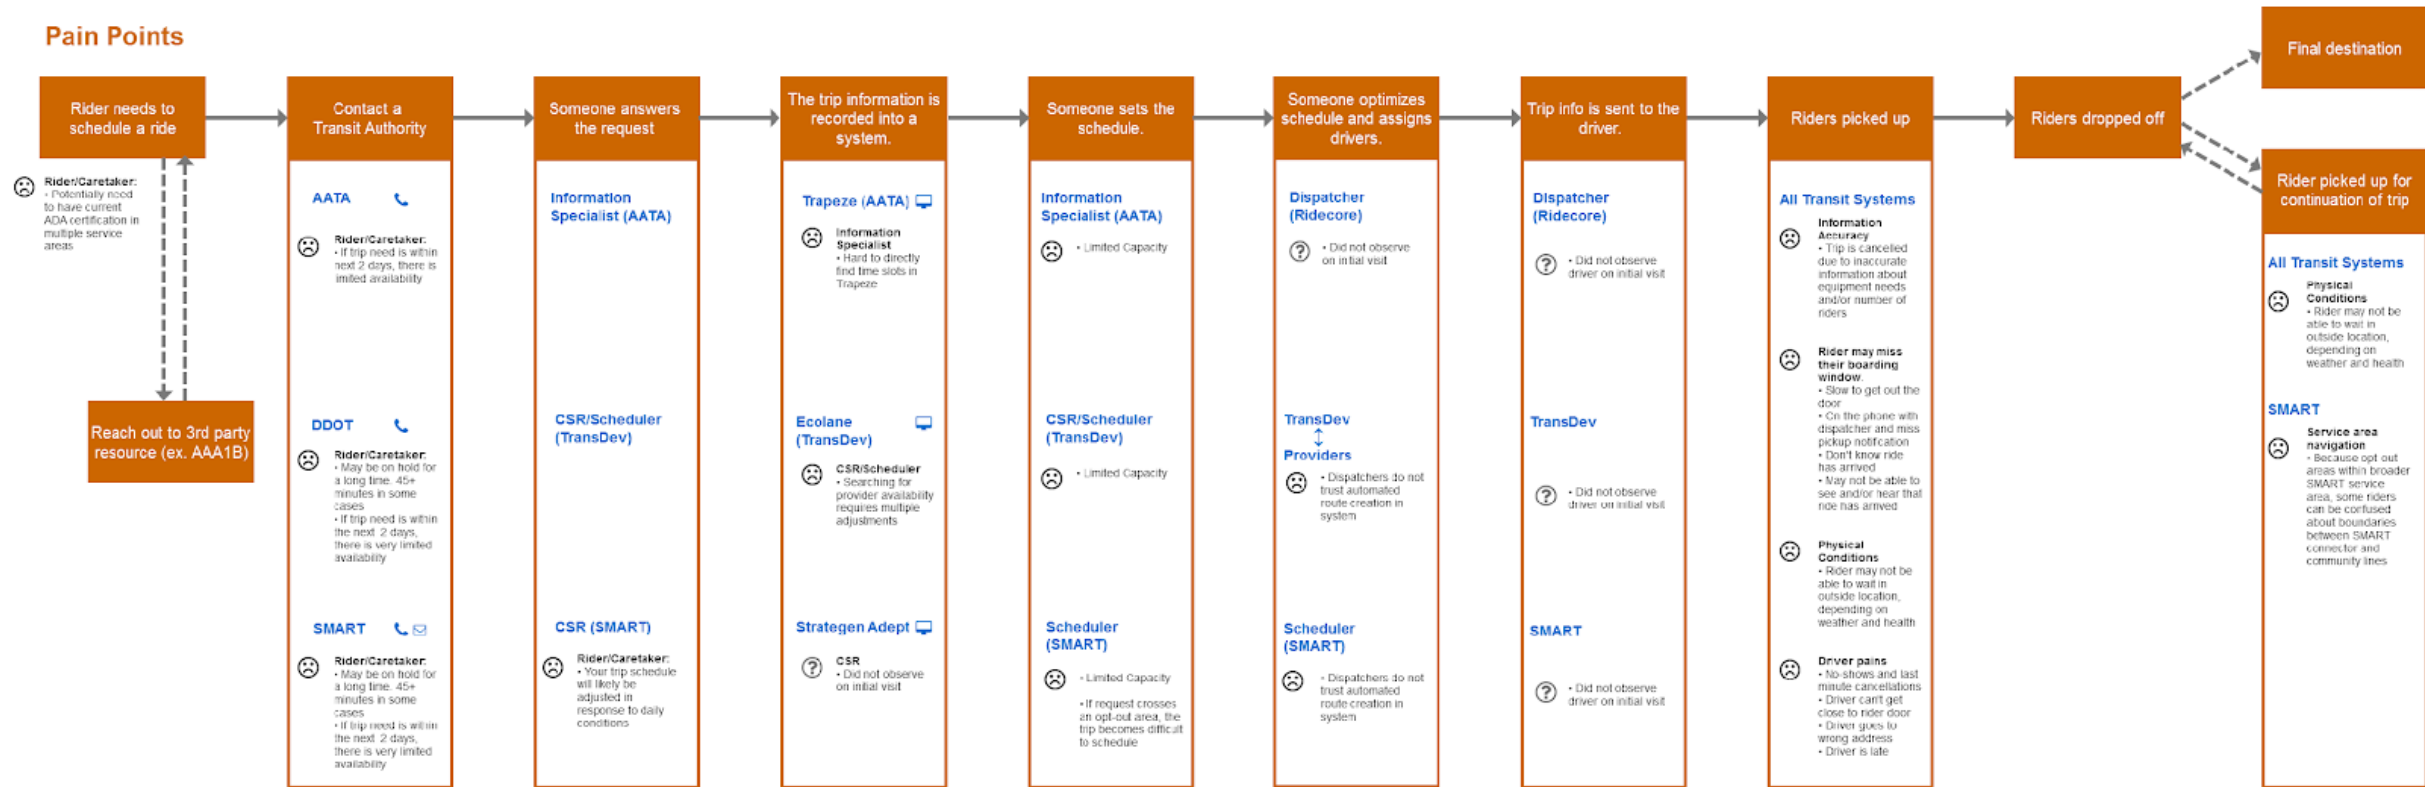 Pain Points
Rider needs to
schedule a ride
Rider/Caretaker:
• Potentially need
to have current
ADA certification in
multiple service
areas
Reach out to 3rd party
resource (ex. AAA1B)
Contact a
Transit Authority
AATA
Rider/Caretaker:
• If trip need is within
next 2 days, there is
limited availability
DDOT
Rider/Caretaker:
• May be on hold for
a long time. 45+
minutes in some
cases
• If trip need is within
the next 2 days,
there is very limited
availability
SMART
Rider/Caretaker:
• May be on hold for
a long time. 45+
minutes in some
cases
• If trip need is within
the next 2 days,
there is very limited
availability
Someone answers
the request
Information
Specialist (AATA)
CSR/Scheduler
(TransDev)
CSR (SMART)
Rider/Caretaker:
• Your trip schedule
will likely be
adjusted in
response to daily
conditions
The trip information is
recorded into a
system.
Trapeze (AATA)
Information
Specialist
• Hard to directly
find time slots in
Trapeze
Ecolane
(TransDev)
CSR/Scheduler
• Searching for
provider availability
requires multiple
adjustments
Strategen Adept
CSR
• Did not observe
on initial visit
Someone sets the
schedule.
Information
Specialist (AATA)
• Limited Capacity
CSR/Scheduler
(TransDev)
• Limited Capacity
Scheduler
(SMART)
• Limited Capacity
• If request crosses
an opt-out area, the
trip becomes difficult
to schedule
Someone optimizes
schedule and assigns
drivers.
Dispatcher
(Ridecore)
• Did not observe
on initial visit
TransDev
Providers
• Dispatchers do not
trust automated
route creation in
system
Scheduler
(SMART)
• Dispatchers do not
trust automated
route creation in
system
Trip info is sent to the
driver.
Dispatcher
(Ridecore)
• Did not observe
driver on initial visit
TransDev
• Did not observe
driver on initial visit
SMART
• Did not observe
driver on initial visit
Riders picked up
All Transit Systems
Information
Accuracy
• Trip is cancelled
due to inaccurate
information about
equipment needs
and/or number of
riders
Rider may miss
their boarding
window.
• Slow to get out the
door
• On the phone with
dispatcher and miss
pickup notification
• Don't know ride
has arrived
• May not be able to
see and/or hear that
ride has arrived
Physical
Conditions
• Rider may not be
able to wait in
outside location,
depending on
weather and health
Driver pains
• No-shows and last
minute cancellations
• Driver can't get
close to rider door
• Driver goes to
wrong address
• Driver is late
Riders dropped off
Final destination
Rider picked up for
continuation of trip
All Transit Systems
Physical
Conditions
• Rider may not be
able to wait in
outside location,
depending on
weather and health
SMART
Service area
navigation
• Because opt out
areas within broader
SMART service
area, some riders
can be confused
about boundaries
between SMART
connector and
community lines